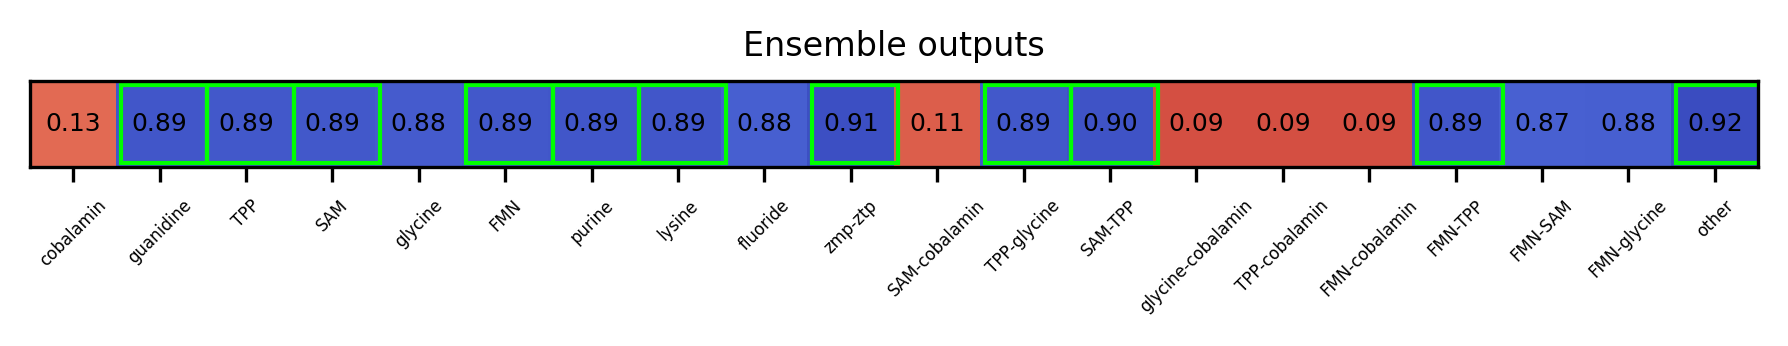 Ensemble outputs
0.13 0.89 0.89 0.89 0.88 0.89 0.89 0.89 0.88 0.91 0.11 0.89 0.90 0.09 0.09 0.09 0.89 0.87 0.88 0.92
cobalamin guanidine TPP SAM glycine FMN purine lysine fluoride zmp-ztp SAM-cobalamin TPP-glycine SAM-TPP glycine-cobalamin TPP-cobalamin FMN-cobalamin FMN-TPP FMN-SAM FMN-glycine other